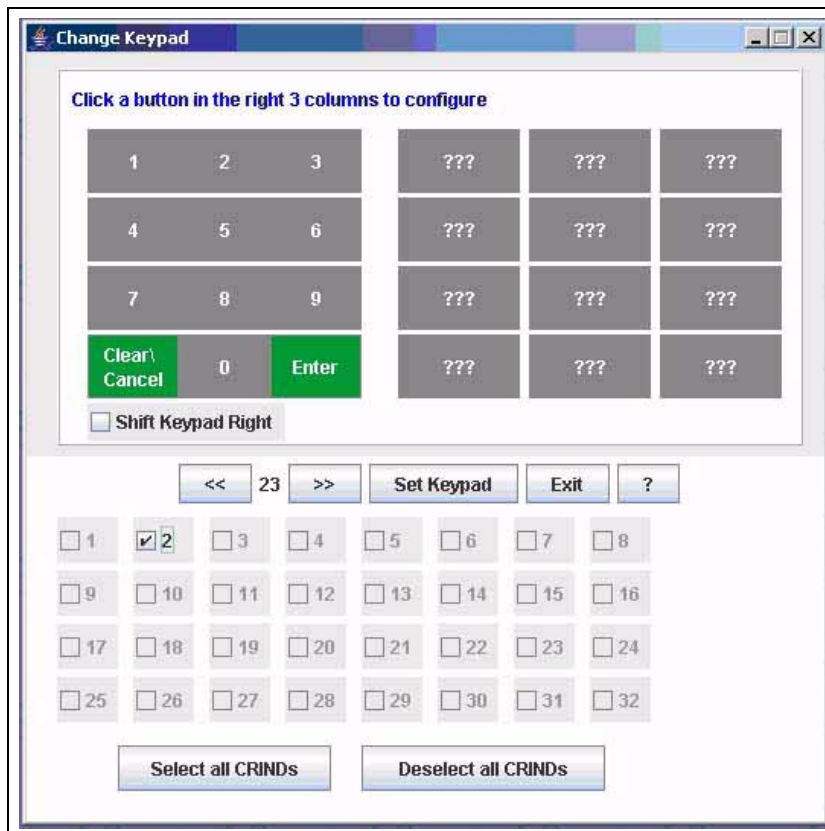 Change Keypad
Click a button in the right 3 columns to configure
1 2 3 ??? ??? ???
4 5 6 ??? ??? ???
7 8 9 ??? ??? ???
Clear\
Cancel 0 Enter ??? ??? ???
Shift Keypad Right
<< 23 >> Set Keypad Exit ?
1 2 3 4 5 6 7 8
9 10 11 12 13 14 15 16
17 18 19 20 21 22 23 24
25 26 27 28 29 30 31 32
Select all CRINDs Deselect all CRINDs